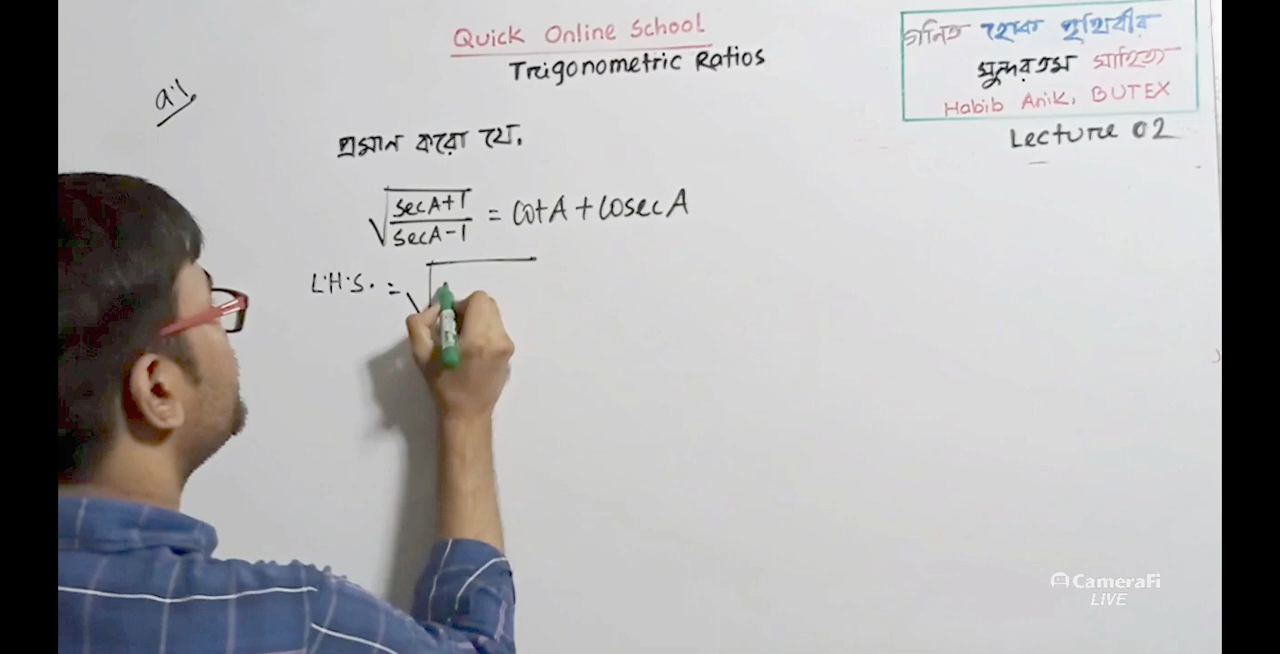 Quick Online School
Trigonometric Ratios
গনিত হোক পৃথিবীর
সুন্দরতম সাহিত্য
Habib Anik, BUTEX
Lecture 02
প্রমান করো যে,
√((secA+1)/(secA-1)) = cotA + cosecA
L.H.S. = √
CameraFi
LIVE